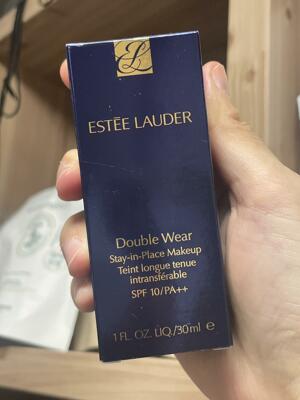 ESTĒE LAUDER
Double Wear
Stay-in-Place Makeup
Teint longue tenue
intransférable
SPF 10/PA++
1 FL. OZ. LIQ./30ml ℮